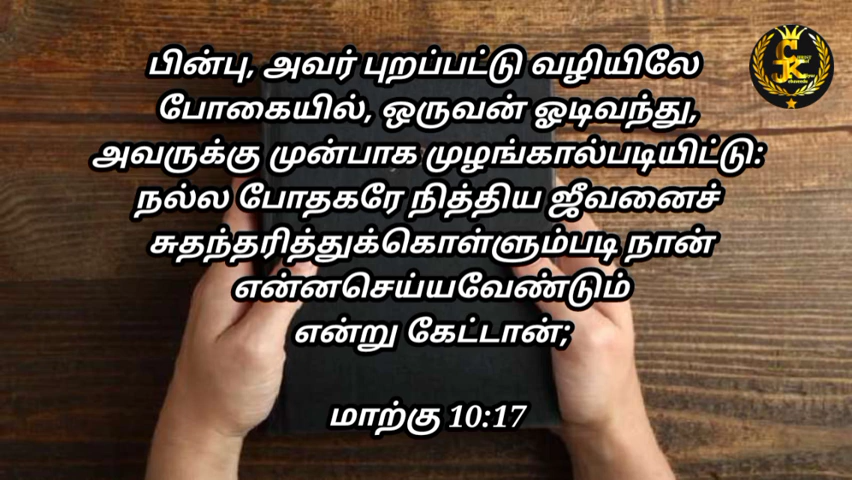 பின்பு, அவர் புறப்பட்டு வழியிலே
போகையில், ஒருவன் ஓடிவந்து,
அவருக்கு முன்பாக முழங்கால்படியிட்டு:
நல்ல போதகரே நித்திய ஜீவனைச்
சுதந்தரித்துக்கொள்ளும்படி நான்
என்னசெய்யவேண்டும்
என்று கேட்டான்;
மாற்கு 10:17